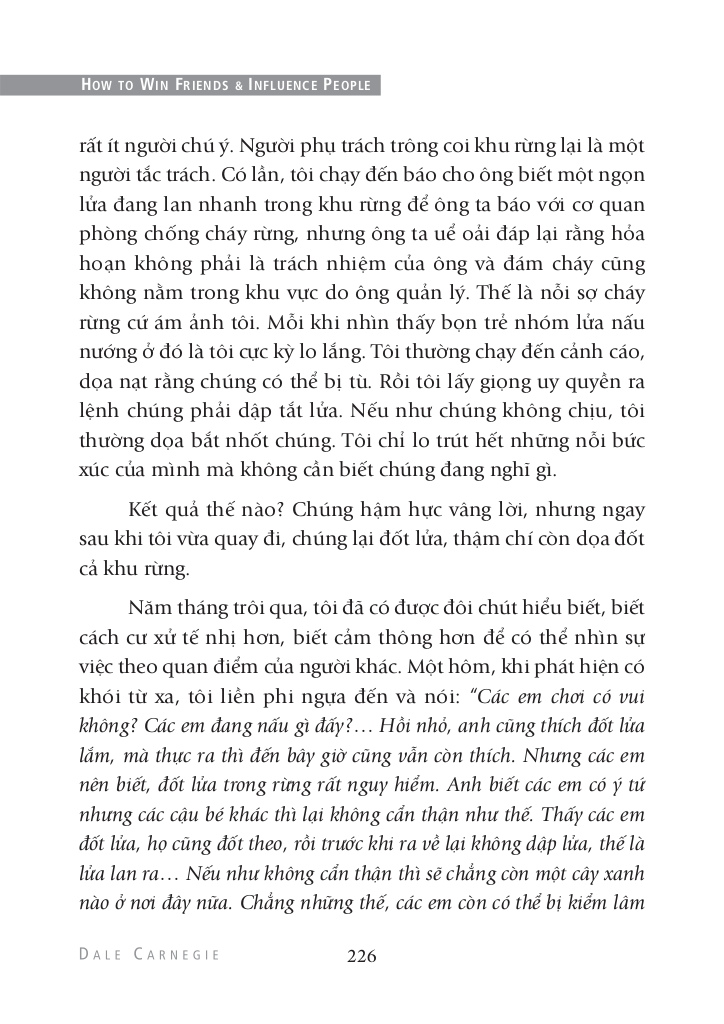 HOW TO WIN FRIENDS & INFLUENCE PEOPLE
rất ít người chú ý. Người phụ trách trông coi khu rừng lại là một
người tắc trách. Có lần, tôi chạy đến báo cho ông biết một ngọn
lửa đang lan nhanh trong khu rừng để ông ta báo với cơ quan
phòng chống cháy rừng, nhưng ông ta uể oải đáp lại rằng hỏa
hoạn không phải là trách nhiệm của ông và đám cháy cũng
không nằm trong khu vực do ông quản lý. Thế là nỗi sợ cháy
rừng cứ ám ảnh tôi. Mỗi khi nhìn thấy bọn trẻ nhóm lửa nấu
nướng ở đó là tôi cực kỳ lo lắng. Tôi thường chạy đến cảnh cáo,
dọa nạt rằng chúng có thể bị tù. Rồi tôi lấy giọng uy quyền ra
lệnh chúng phải dập tắt lửa. Nếu như chúng không chịu, tôi
thường dọa bắt nhốt chúng. Tôi chỉ lo trút hết những nỗi bức
xúc của mình mà không cần biết chúng đang nghĩ gì.
Kết quả thế nào? Chúng hậm hực vâng lời, nhưng ngay
sau khi tôi vừa quay đi, chúng lại đốt lửa, thậm chí còn dọa đốt
cả khu rừng.
Năm tháng trôi qua, tôi đã có được đôi chút hiểu biết, biết
cách cư xử tế nhị hơn, biết cảm thông hơn để có thể nhìn sự
việc theo quan điểm của người khác. Một hôm, khi phát hiện có
khói từ xa, tôi liền phi ngựa đến và nói: “Các em chơi có vui
không? Các em đang nấu gì đấy?… Hồi nhỏ, anh cũng thích đốt lửa
lắm, mà thực ra thì đến bây giờ cũng vẫn còn thích. Nhưng các em
nên biết, đốt lửa trong rừng rất nguy hiểm. Anh biết các em có ý tứ
nhưng các cậu bé khác thì lại không cẩn thận như thế. Thấy các em
đốt lửa, họ cũng đốt theo, rồi trước khi ra về lại không dập lửa, thế là
lửa lan ra… Nếu như không cẩn thận thì sẽ chẳng còn một cây xanh
nào ở nơi đây nữa. Chẳng những thế, các em còn có thể bị kiểm lâm
DALE CARNEGIE
226